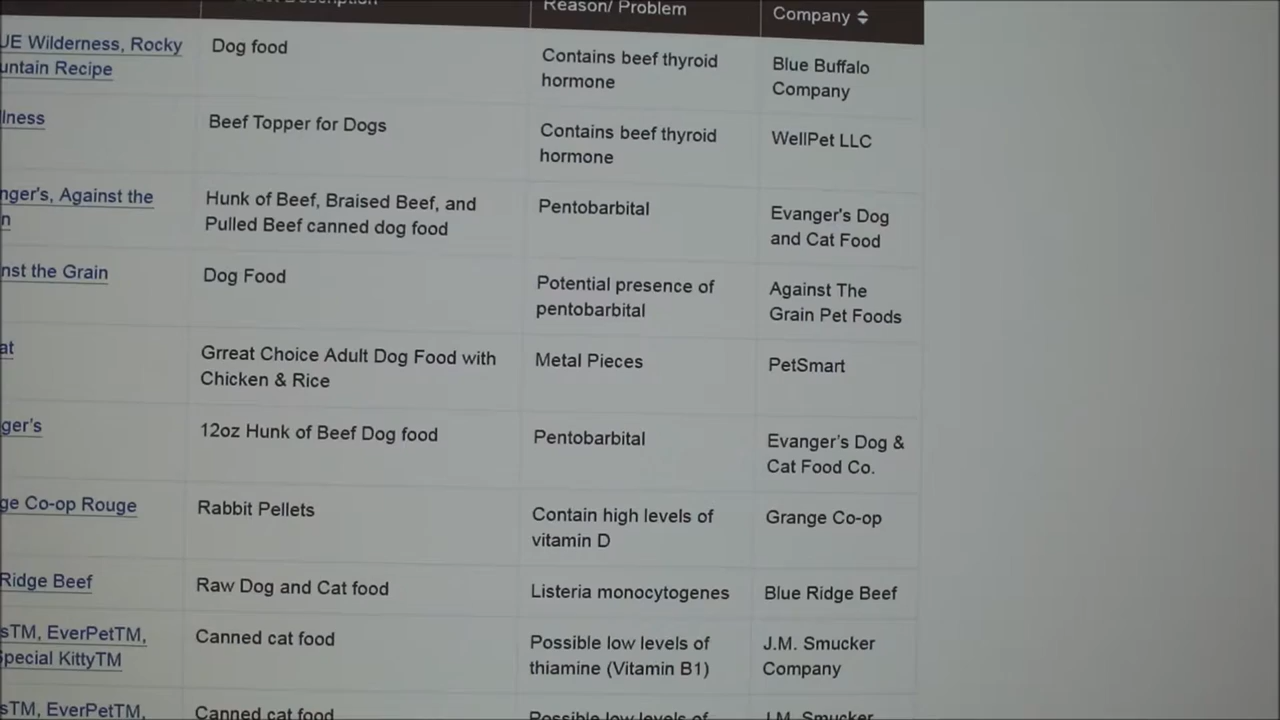 Description
Reason/ Problem
Company
UE Wilderness, Rocky
untain Recipe
Dog food
Contains beef thyroid
hormone
Blue Buffalo
Company
llness
Beef Topper for Dogs
Contains beef thyroid
hormone
WellPet LLC
nger's, Against the
n
Hunk of Beef, Braised Beef, and
Pulled Beef canned dog food
Pentobarbital
Evanger's Dog
and Cat Food
nst the Grain
Dog Food
Potential presence of
pentobarbital
Against The
Grain Pet Foods
at
Grreat Choice Adult Dog Food with
Chicken & Rice
Metal Pieces
PetSmart
ger's
12oz Hunk of Beef Dog food
Pentobarbital
Evanger's Dog &
Cat Food Co.
ge Co-op Rouge
Rabbit Pellets
Contain high levels of
vitamin D
Grange Co-op
Ridge Beef
Raw Dog and Cat food
Listeria monocytogenes
Blue Ridge Beef
sTM, EverPetTM,
Special KittyTM
Canned cat food
Possible low levels of
thiamine (Vitamin B1)
J.M. Smucker
Company
sTM, EverPetTM,
Canned cat food
Possible low levels of
J.M. Smucker